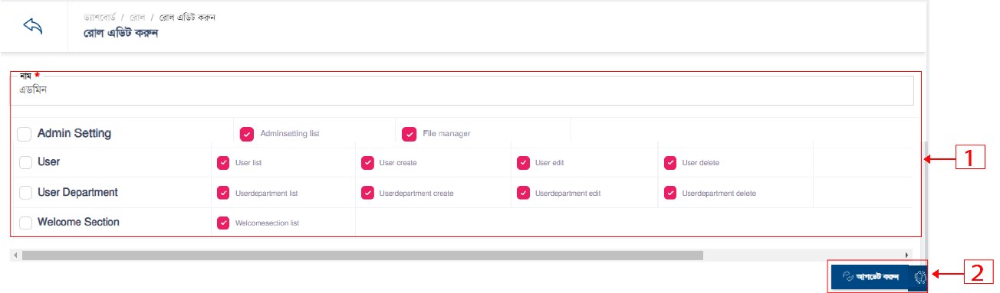 ড্যাশবোর্ড / রোল / রোল এডিট করুন
রোল এডিট করুন
নাম *
এডমিন
Admin Setting Adminsetting list File manager
User User list User create User edit User delete
User Department Userdepartment list Userdepartment create Userdepartment edit Userdepartment delete
Welcome Section Welcomesection list
1
আপডেট করুন
2